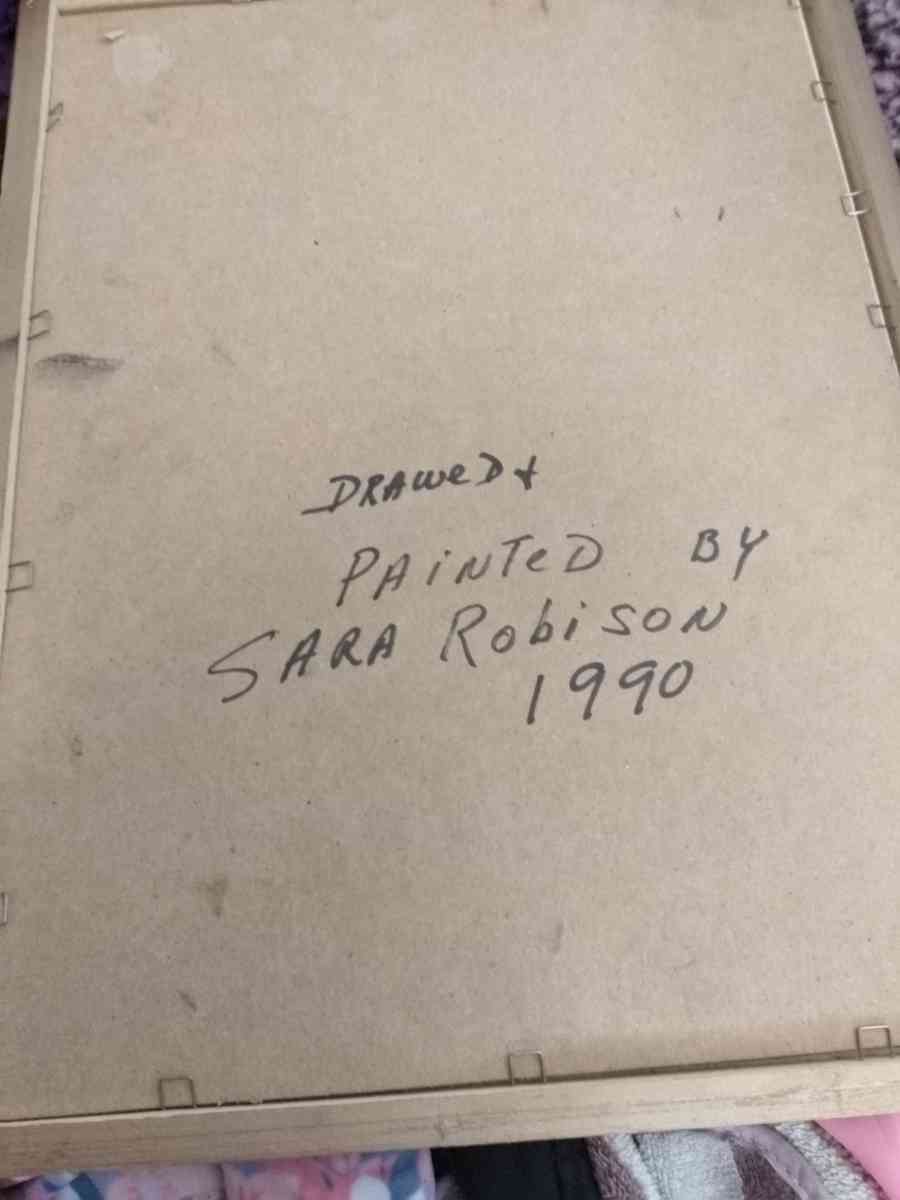 DRAWeD +
PAiNTeD BY
SARA RobiSON
1990